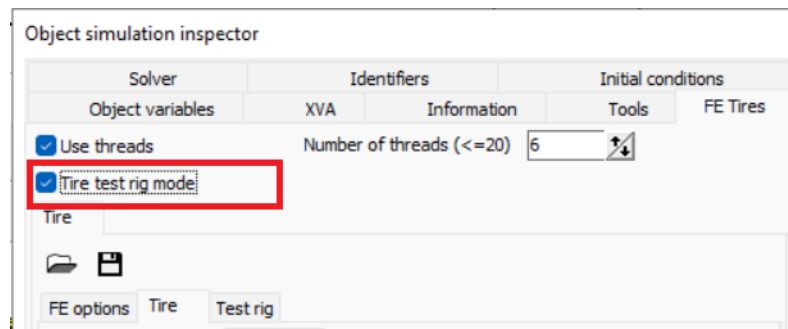 Object simulation inspector
Solver Identifiers Initial conditions
Object variables XVA Information Tools FE Tires
Use threads Number of threads (<=20) 6
Tire test rig mode
Tire
FE options Tire Test rig